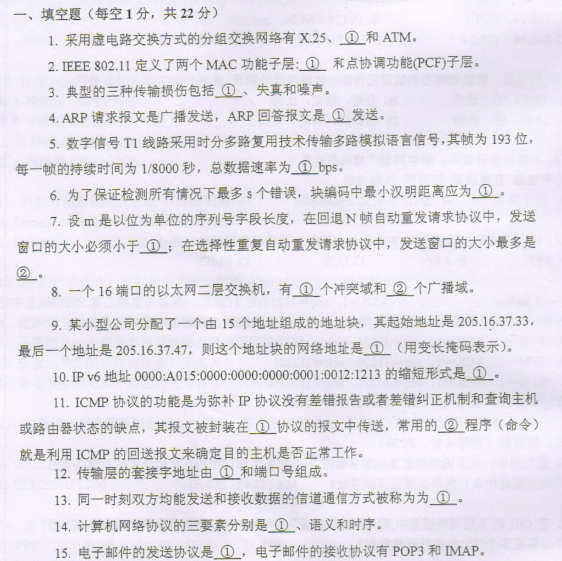 一、填空题（每空 1 分，共 22 分）
1. 采用虚电路交换方式的分组交换网络有 X.25、 ① 和 ATM。
2. IEEE 802.11 定义了两个 MAC 功能子层: ① 和点协调功能(PCF)子层。
3. 典型的三种传输损伤包括 ① 、失真和噪声。
4. ARP 请求报文是广播发送，ARP 回答报文是 ① 发送。
5. 数字信号 T1 线路采用时分多路复用技术传输多路模拟语言信号,其帧为 193 位，
每一帧的持续时间为 1/8000 秒，总数据速率为 ① bps。
6. 为了保证检测所有情况下最多 s 个错误，块编码中最小汉明距离应为 ① 。
7. 设 m 是以位为单位的序列号字段长度，在回退 N 帧自动重发请求协议中，发送
窗口的大小必须小于 ① ；在选择性重复自动重发请求协议中，发送窗口的大小最多是
② 。
8. 一个 16 端口的以太网二层交换机，有 ① 个冲突域和 ② 个广播域。
9. 某小型公司分配了一个由 15 个地址组成的地址块，其起始地址是 205.16.37.33，
最后一个地址是 205.16.37.47，则这个地址块的网络地址是 ① （用变长掩码表示）。
10. IP v6 地址 0000:A015:0000:0000:0000:0001:0012:1213 的缩短形式是 ① 。
11. ICMP 协议的功能是为弥补 IP 协议没有差错报告或者差错纠正机制和查询主机
或路由器状态的缺点，其报文被封装在 ① 协议的报文中传送，常用的 ② 程序（命令）
就是利用 ICMP 的回送报文来确定目的主机是否正常工作。
12. 传输层的套接字地址由 ① 和端口号组成。
13. 同一时刻双方均能发送和接收数据的信道通信方式被称为为 ① 。
14. 计算机网络协议的三要素分别是 ① 、语义和时序。
15. 电子邮件的发送协议是 ① ，电子邮件的接收协议有 POP3 和 IMAP。